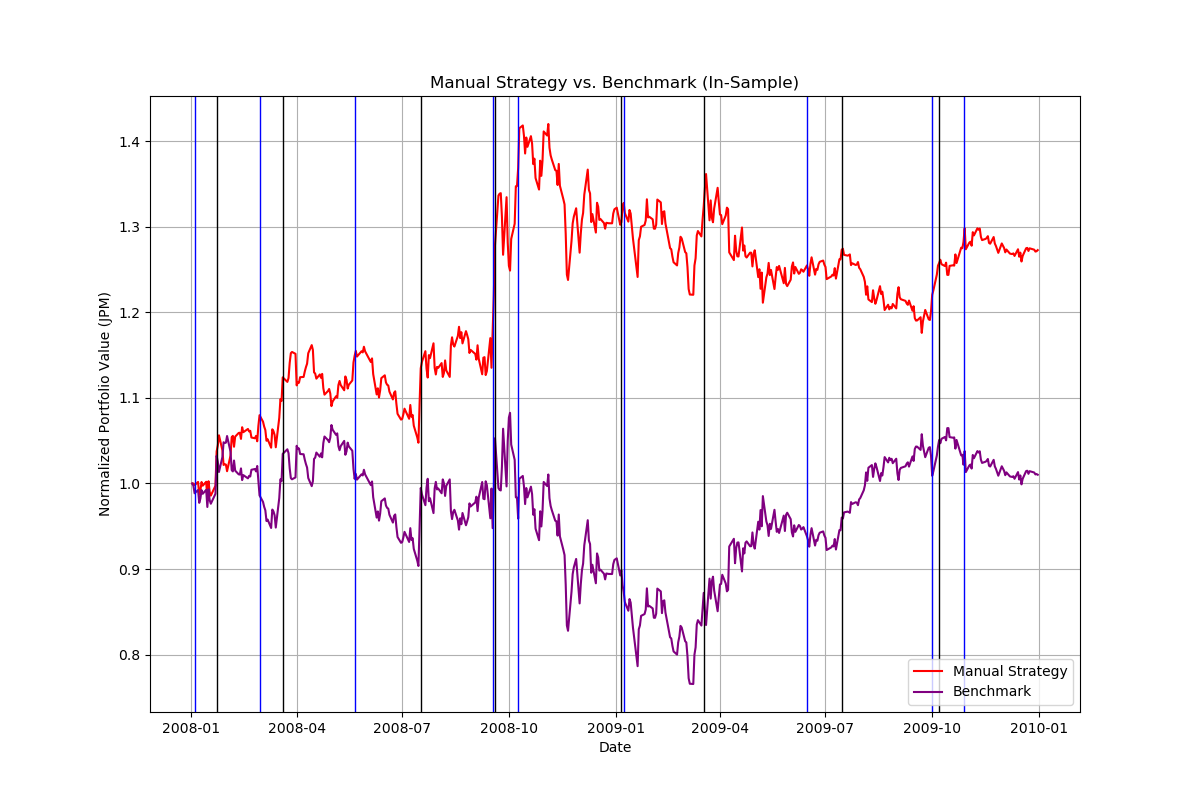 Manual Strategy vs. Benchmark (In-Sample)
Normalized Portfolio Value (JPM)
1.4
1.3
1.2
1.1
1.0
0.9
0.8
Manual Strategy
Benchmark
2008-01 2008-04 2008-07 2008-10 2009-01 2009-04 2009-07 2009-10 2010-01
Date